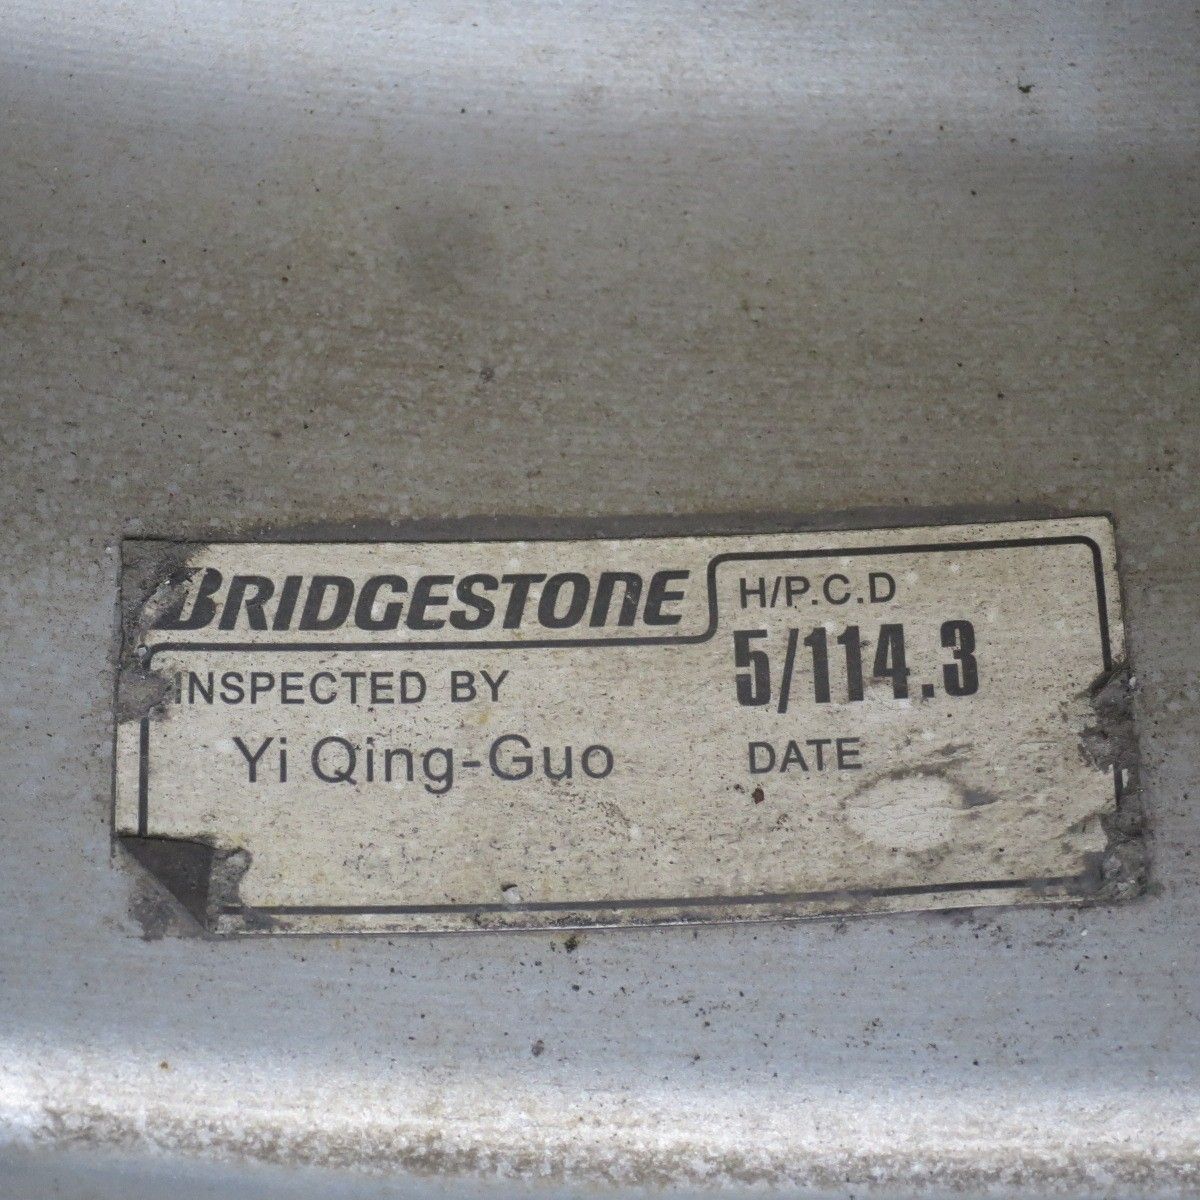 BRIDGESTONE
H/P.C.D
5/114.3
INSPECTED BY
Yi Qing-Guo
DATE